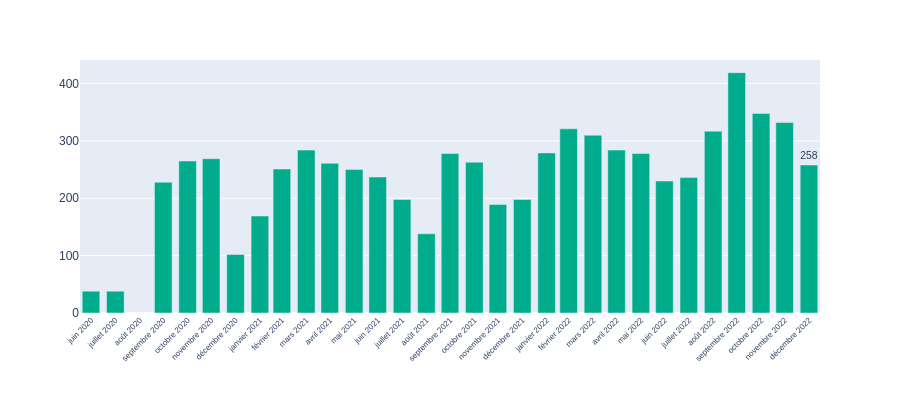 400
300
200
100
0
258
juin 2020
juillet 2020
août 2020
septembre 2020
octobre 2020
novembre 2020
décembre 2020
janvier 2021
février 2021
mars 2021
avril 2021
mai 2021
juin 2021
juillet 2021
août 2021
septembre 2021
octobre 2021
novembre 2021
décembre 2021
janvier 2022
février 2022
mars 2022
avril 2022
mai 2022
juin 2022
juillet 2022
août 2022
septembre 2022
octobre 2022
novembre 2022
décembre 2022